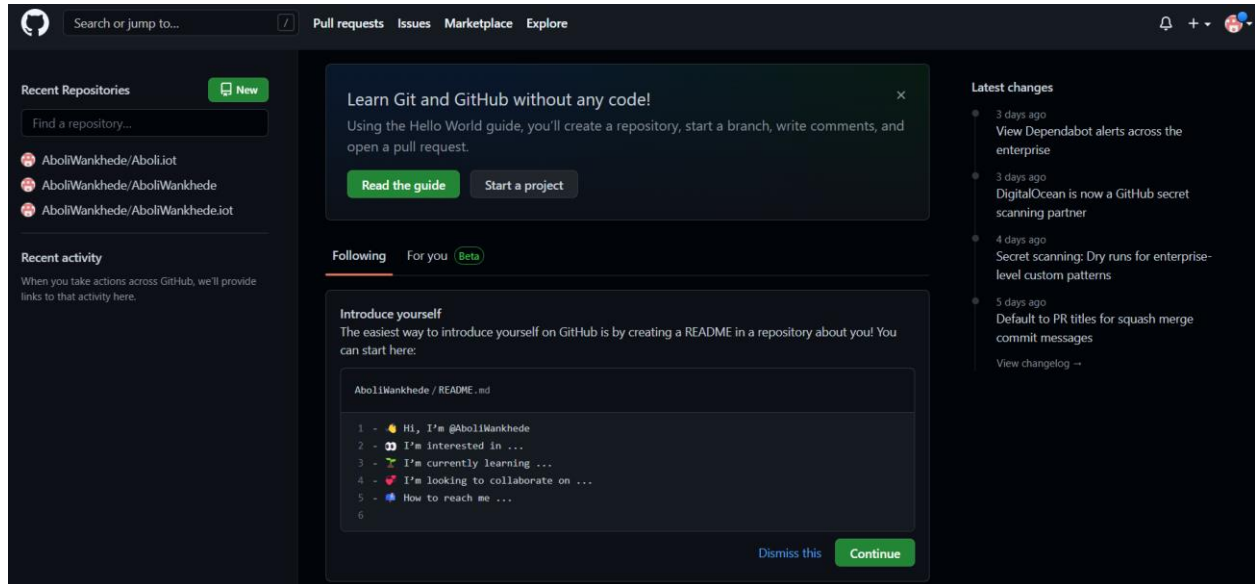 Search or jump to...
/
Pull requests Issues Marketplace Explore
Recent Repositories
New
Find a repository...
AboliWankhede/Aboli.iot
AboliWankhede/AboliWankhede
AboliWankhede/AboliWankhede.iot
Recent activity
When you take actions across GitHub, we'll provide
links to that activity here.
Learn Git and GitHub without any code!
Using the Hello World guide, you'll create a repository, start a branch, write comments, and
open a pull request.
Read the guide
Start a project
Following For you Beta
Introduce yourself
The easiest way to introduce yourself on GitHub is by creating a README in a repository about you! You
can start here:
AboliWankhede / README.md
1 - 👋 Hi, I'm @AboliWankhede
2 - 👀 I'm interested in ...
3 - 🌱 I'm currently learning ...
4 - 💞️ I'm looking to collaborate on ...
5 - 📫 How to reach me ...
6
Dismiss this
Continue
Latest changes
3 days ago
View Dependabot alerts across the
enterprise
3 days ago
DigitalOcean is now a GitHub secret
scanning partner
4 days ago
Secret scanning: Dry runs for enterprise-
level custom patterns
5 days ago
Default to PR titles for squash merge
commit messages
View changelog →